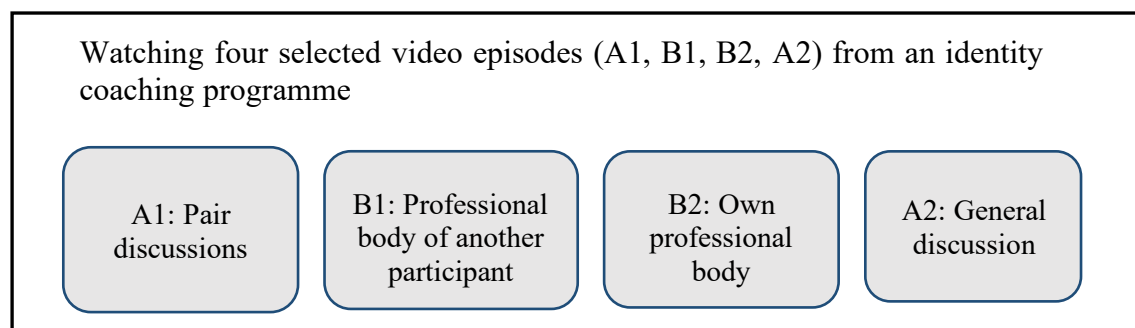 Watching four selected video episodes (A1, B1, B2, A2) from an identity
coaching programme
A1: Pair
discussions
B1: Professional
body of another
participant
B2: Own
professional
body
A2: General
discussion